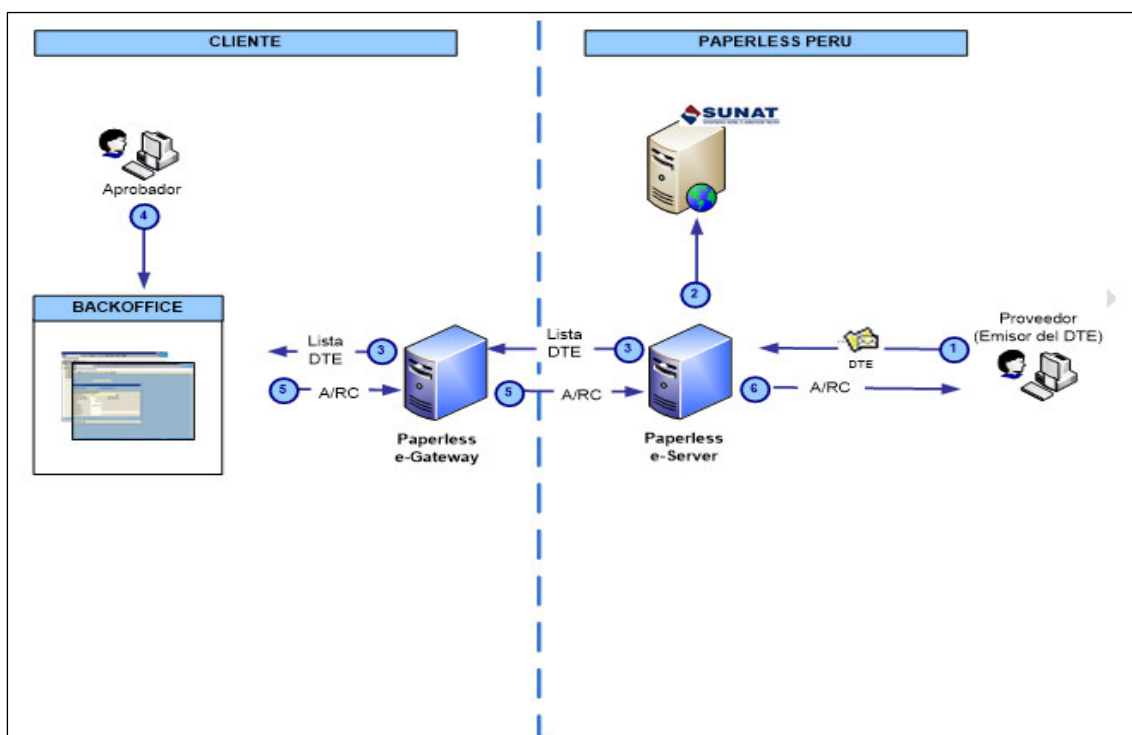 CLIENTE
PAPERLESS PERU
SUNAT
Aprobador
4
BACKOFFICE
2
Lista
DTE
3
5
A/RC
Paperless
e-Gateway
Lista
DTE
3
5
A/RC
Paperless
e-Server
DTE
1
6
A/RC
Proveedor
(Emisor del DTE)